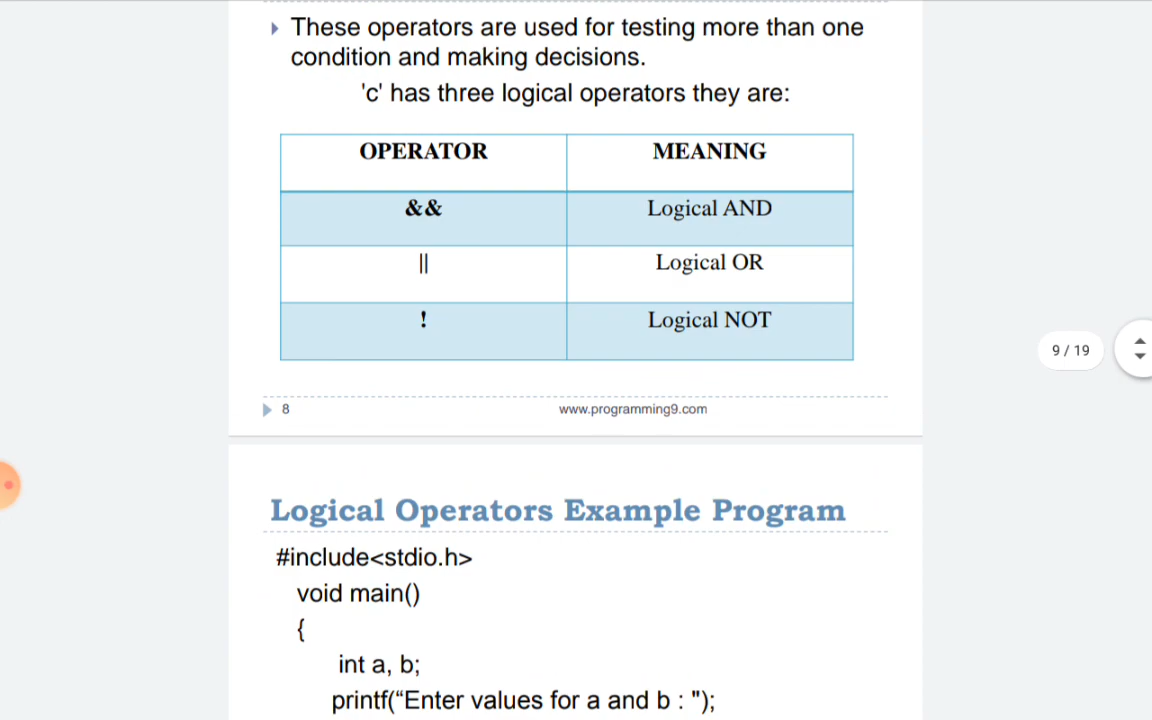 These operators are used for testing more than one
condition and making decisions.
'c' has three logical operators they are:
OPERATOR MEANING
&& Logical AND
|| Logical OR
! Logical NOT
9 / 19
8 www.programming9.com
Logical Operators Example Program
#include<stdio.h>
void main()
{
int a, b;
printf(“Enter values for a and b : ");